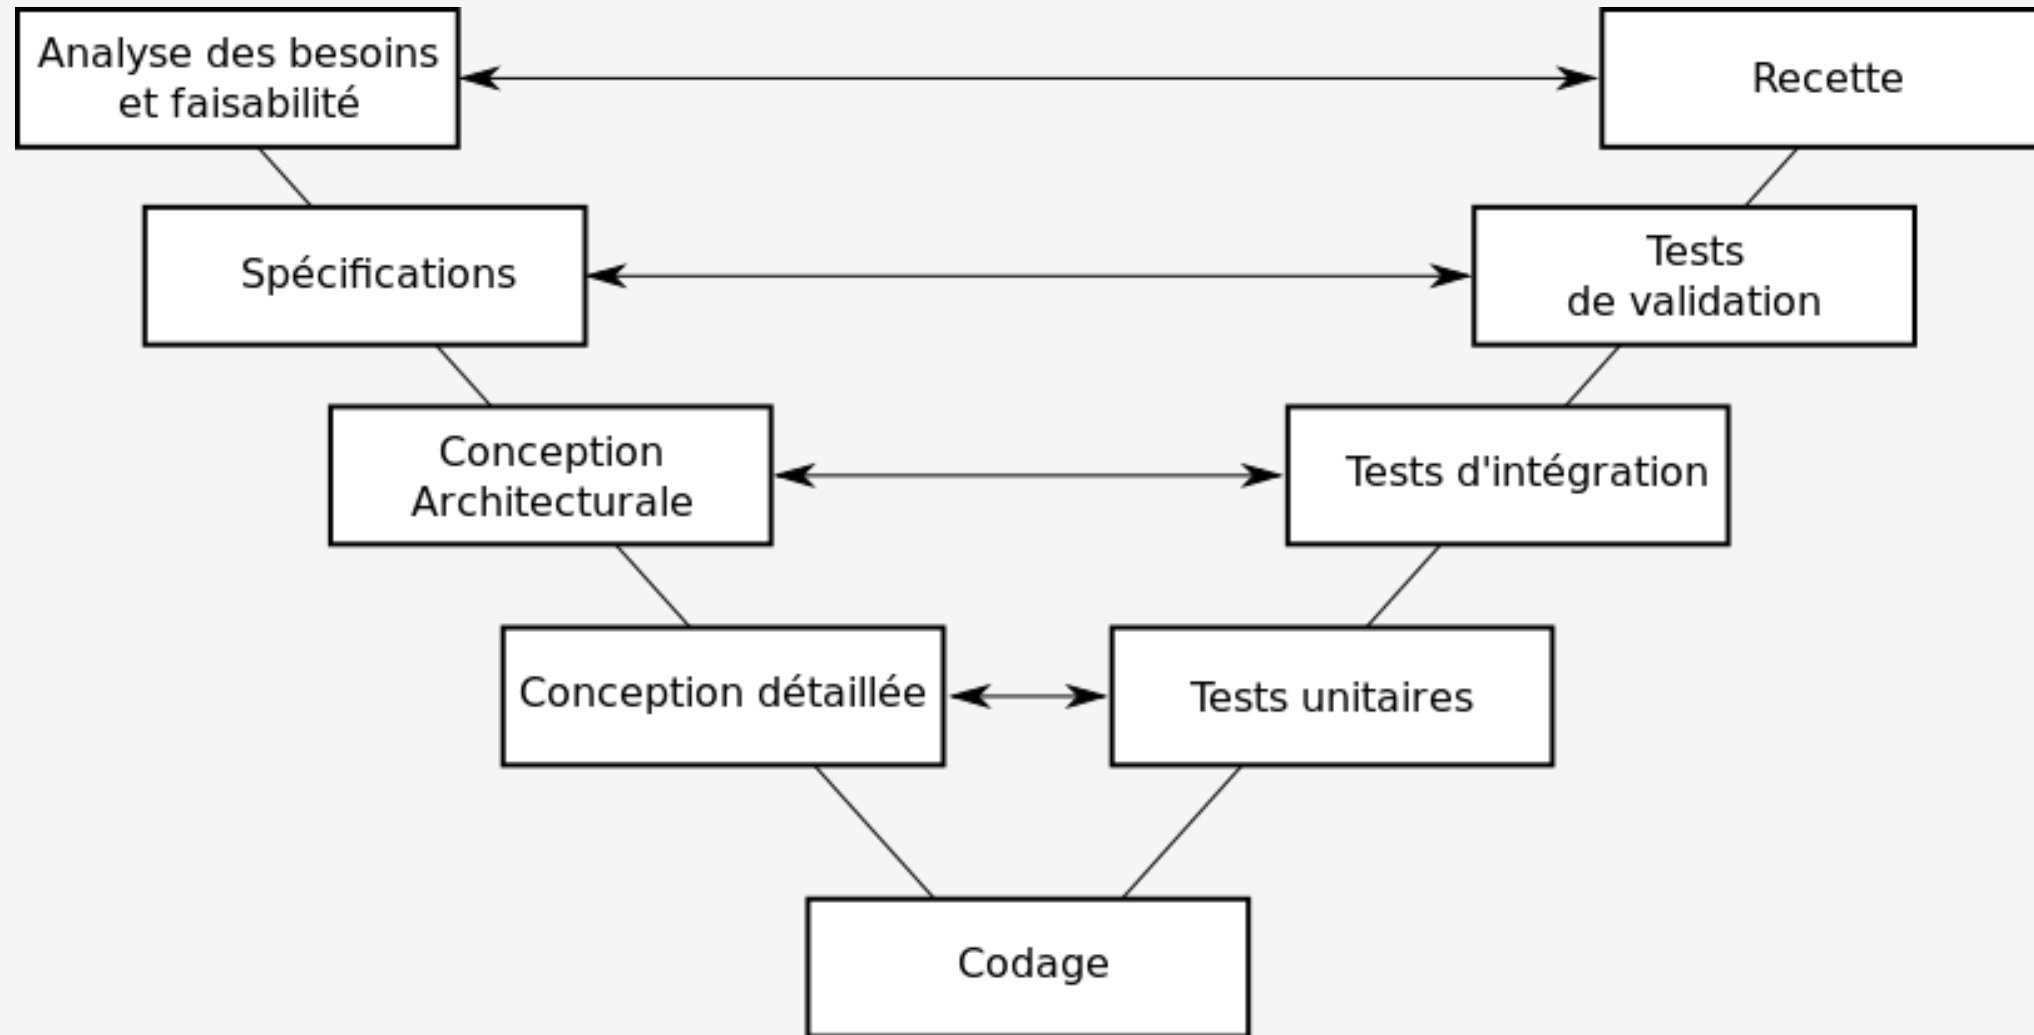 Analyse des besoins
et faisabilité
Recette
Spécifications
Tests
de validation
Conception
Architecturale
Tests d'intégration
Conception détaillée
Tests unitaires
Codage